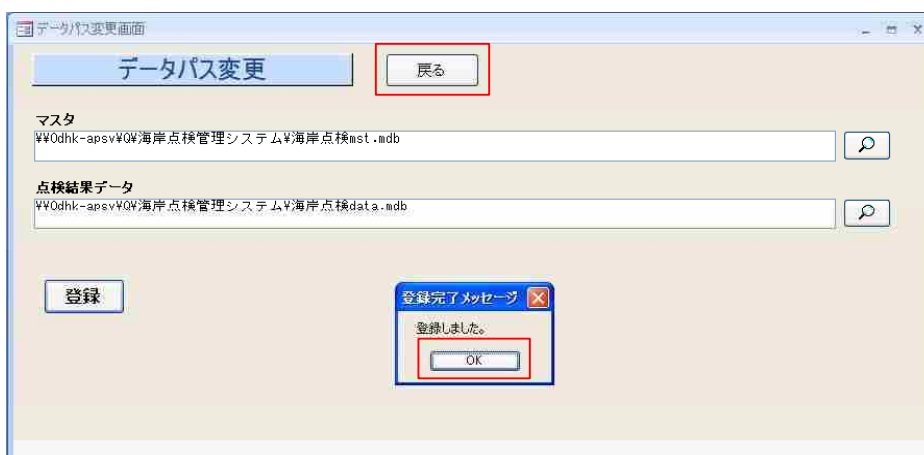 データパス変更画面
データパス変更
戻る
マスタ
¥¥Odhk-apsv¥Q¥海岸点検管理システム¥海岸点検mst.mdb
点検結果データ
¥¥Odhk-apsv¥Q¥海岸点検管理システム¥海岸点検data.mdb
登録
登録完了メッセージ
登録しました。
OK